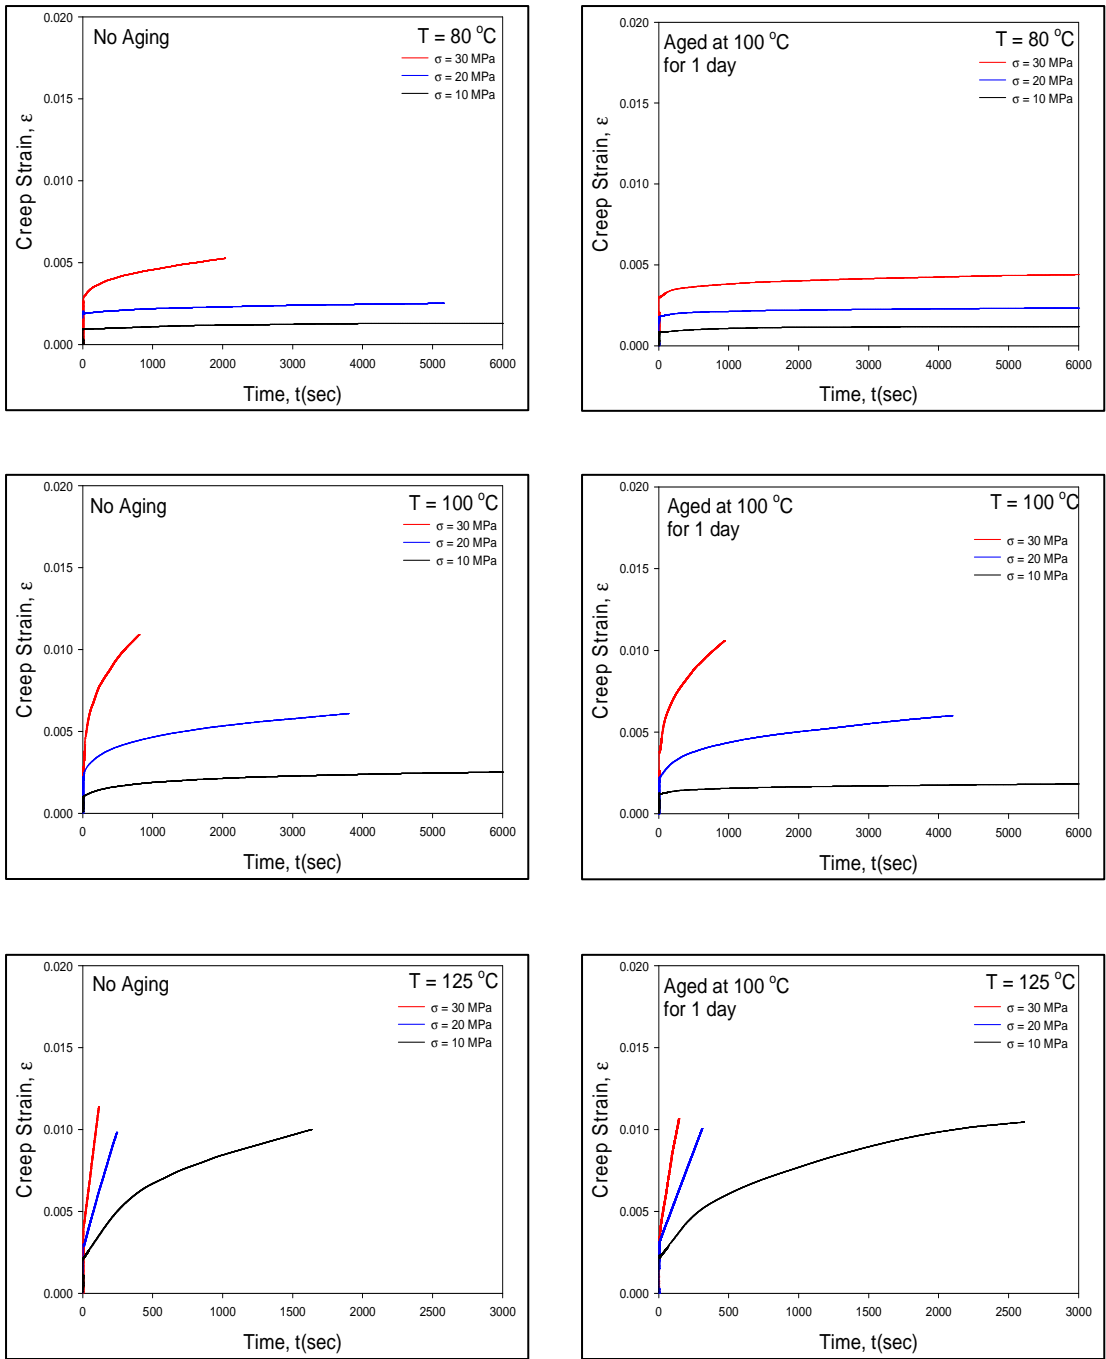 No Aging
T = 80 °C
σ = 30 MPa
σ = 20 MPa
σ = 10 MPa
0.020
0.015
0.010
0.005
0.000
Creep Strain, ε
0 1000 2000 3000 4000 5000 6000
Time, t(sec)
Aged at 100 °C
for 1 day
T = 80 °C
σ = 30 MPa
σ = 20 MPa
σ = 10 MPa
0.020
0.015
0.010
0.005
0.000
Creep Strain, ε
0 1000 2000 3000 4000 5000 6000
Time, t(sec)
No Aging
T = 100 °C
σ = 30 MPa
σ = 20 MPa
σ = 10 MPa
0.020
0.015
0.010
0.005
0.000
Creep Strain, ε
0 1000 2000 3000 4000 5000 6000
Time, t(sec)
Aged at 100 °C
for 1 day
T = 100 °C
σ = 30 MPa
σ = 20 MPa
σ = 10 MPa
0.020
0.015
0.010
0.005
0.000
Creep Strain, ε
0 1000 2000 3000 4000 5000 6000
Time, t(sec)
No Aging
T = 125 °C
σ = 30 MPa
σ = 20 MPa
σ = 10 MPa
0.020
0.015
0.010
0.005
0.000
Creep Strain, ε
0 500 1000 1500 2000 2500 3000
Time, t(sec)
Aged at 100 °C
for 1 day
T = 125 °C
σ = 30 MPa
σ = 20 MPa
σ = 10 MPa
0.020
0.015
0.010
0.005
0.000
Creep Strain, ε
0 500 1000 1500 2000 2500 3000
Time, t(sec)